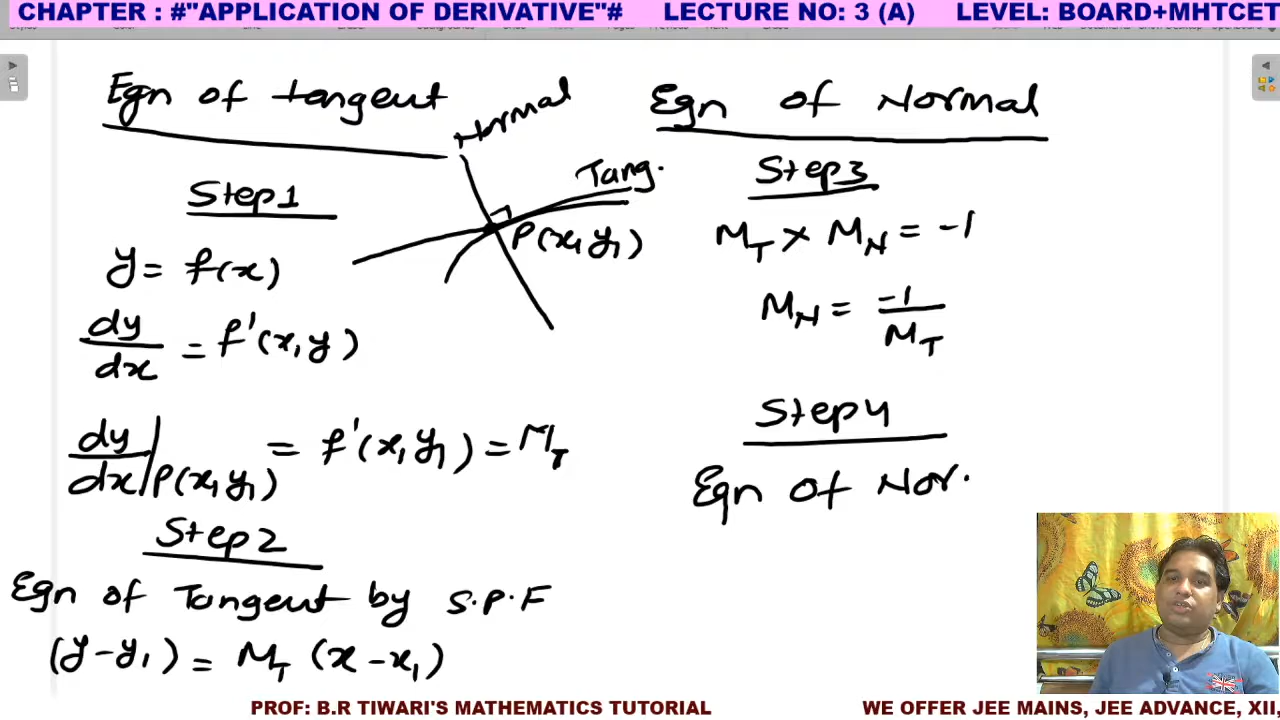 CHAPTER : #"APPLICATION OF DERIVATIVE"# LECTURE NO: 3 (A) LEVEL: BOARD+MHTCET
Eqn of tangent
Normal
Tang.
P(x1 y1)
Step1
y = f(x)
dy/dx = f'(x,y)
dy/dx|P(x1 y1) = f'(x1 y1) = MT
Step2
Eqn of Tangent by S.P.F
(y-y1) = MT (x-x1)
Eqn of Normal
Step3
MT x MN = -1
MN = -1/MT
Step4
Eqn of Nor.
PROF: B.R TIWARI'S MATHEMATICS TUTORIAL WE OFFER JEE MAINS, JEE ADVANCE, XII,